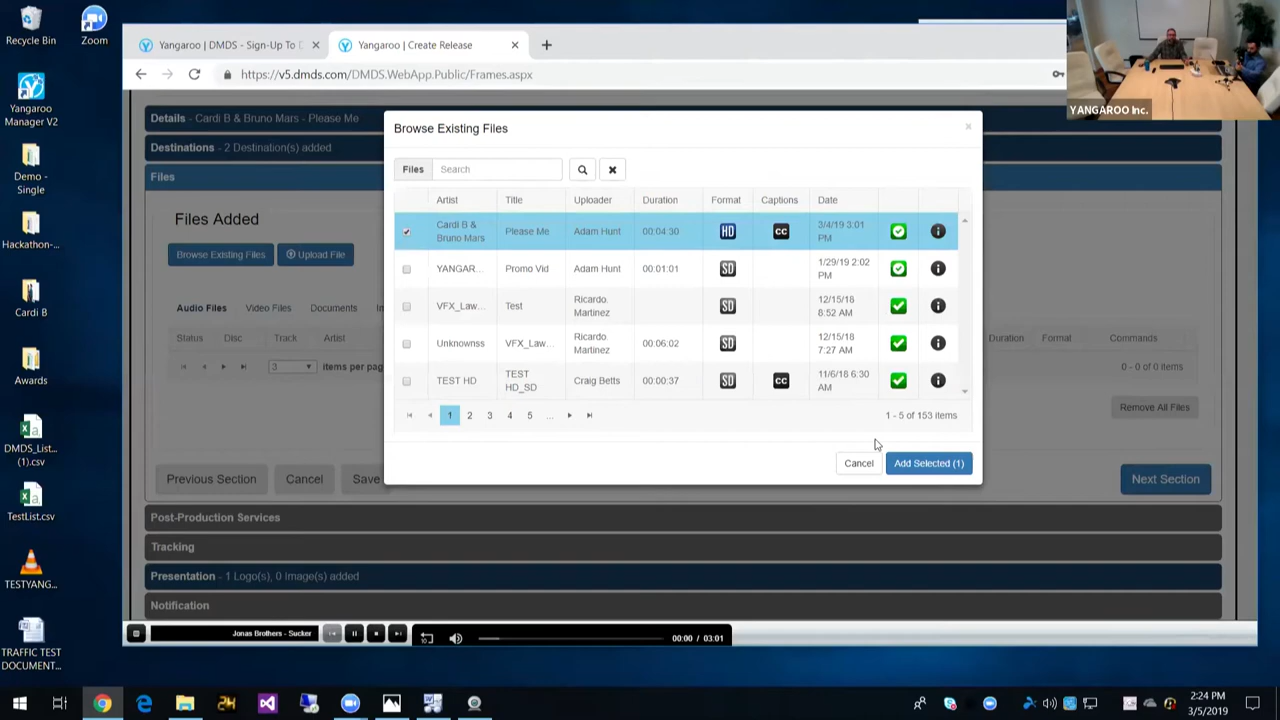 Recycle Bin
Zoom
Yangaroo
Manager V2
Demo -
Single
Hackathon-...
Cardi B
Awards
DMDS_List...
(1).csv
TestList.csv
TESTYANG...
TRAFFIC TEST
DOCUMENT...
Yangaroo | DMDS - Sign-Up To D
Yangaroo | Create Release
https://v5.dmds.com/DMDS.WebApp.Public/Frames.aspx
YANGAROO Inc.
Details - Cardi B & Bruno Mars - Please Me
Destinations - 2 Destination(s) added
Files
Files Added
Browse Existing Files
Upload File
Audio Files Video Files Documents Im
Status Disc Track Artist Duration Commands
3 items per pag 0 - 0 of 0 items
Remove All Files
Previous Section Cancel Save Next Section
Browse Existing Files
Files Search
Artist Title Uploader Duration Format Captions Date
Cardi B &
Bruno Mars Please Me Adam Hunt 00:04:30 HD CC 3/4/19 3:01
PM
YANGAR... Promo Vid Adam Hunt 00:01:01 SD 1/29/19 2:02
PM
VFX_Law... Test Ricardo.
Martinez SD 12/15/18
8:52 AM
Unknownss VFX_Law... Ricardo.
Martinez 00:06:02 SD 12/15/18
7:27 AM
TEST HD TEST
HD_SD Craig Betts 00:00:37 SD CC 11/6/18 6:30
AM
1 2 3 4 5 ... 1 - 5 of 153 items
Cancel Add Selected (1)
Post-Production Services
Tracking
Presentation - 1 Logo(s), 0 Image(s) added
Notification
Jonas Brothers - Sucker
10
00:00 / 03:01
2:24 PM
3/5/2019